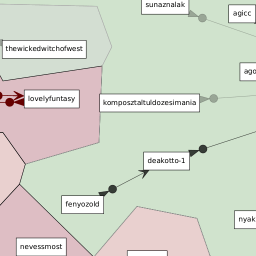 sunaznalak
agicc
thewickedwitchofwest
ago
lovelyfuntasy
komposztaltuldozesimania
deakotto-1
fenyozold
nyak
nevessmost